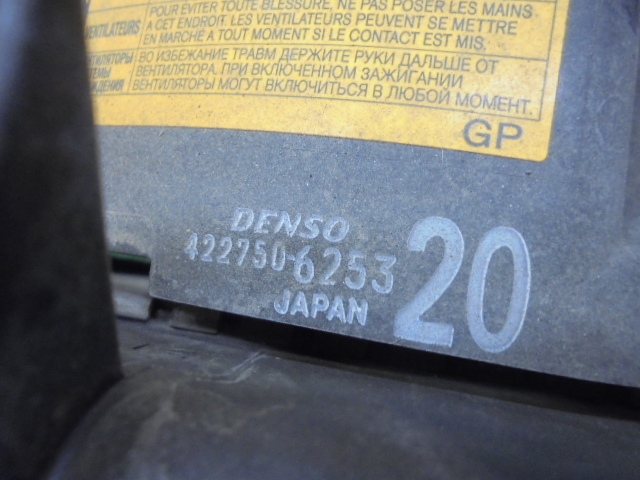 POUR ÉVITER TOUTE BLESSURE, NE PAS POSER LES MAINS
A CET ENDROIT. LES VENTILATEURS PEUVENT SE METTRE
EN MARCHE A TOUT MOMENT SI LE CONTACT EST MIS.
ВО ИЗБЕЖАНИЕ ТРАВМ ДЕРЖИТЕ РУКИ ДАЛЬШЕ ОТ
ВЕНТИЛЯТОРА. ПРИ ВКЛЮЧЕННОМ ЗАЖИГАНИИ
ВЕНТИЛЯТОРЫ МОГУТ ВКЛЮЧИТЬСЯ В ЛЮБОЙ МОМЕНТ.
GP
DENSO
422750-6253
JAPAN
20